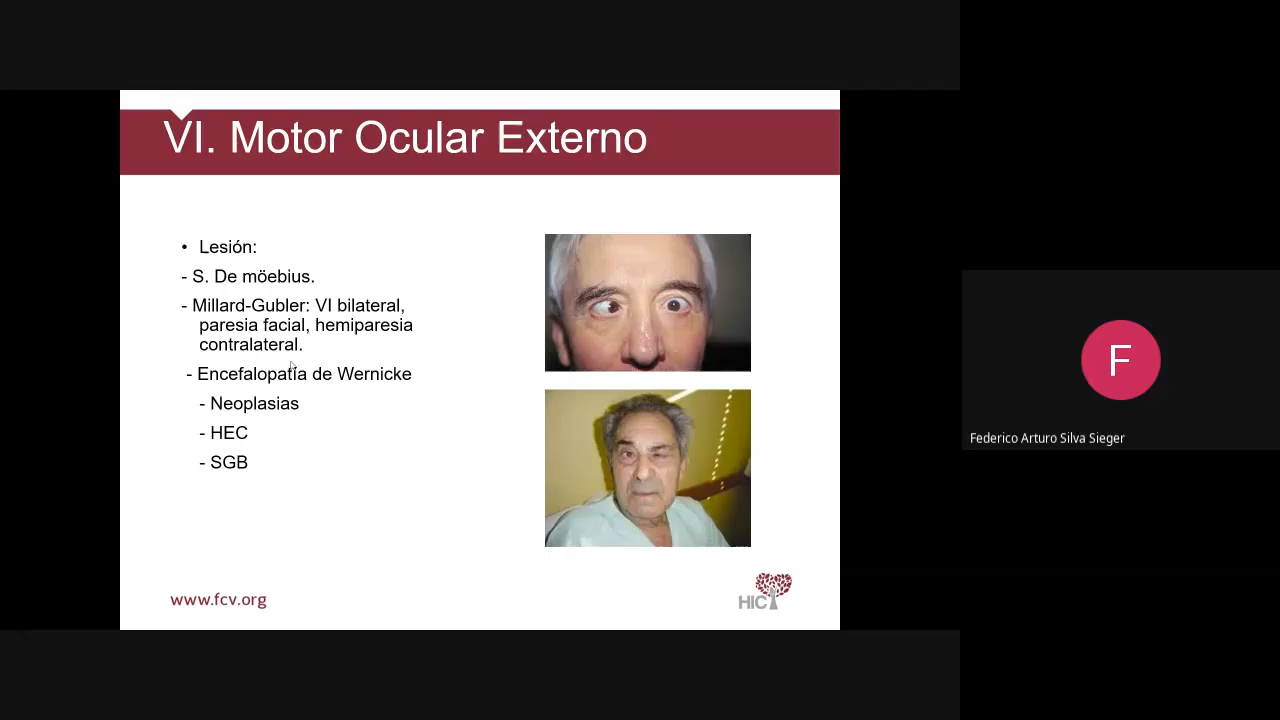 VI. Motor Ocular Externo
• Lesión:
- S. De möebius.
- Millard-Gubler: VI bilateral,
paresia facial, hemiparesia
contralateral.
- Encefalopatía de Wernicke
- Neoplasias
- HEC
- SGB
www.fcv.org
HIC
F
Federico Arturo Silva Sieger